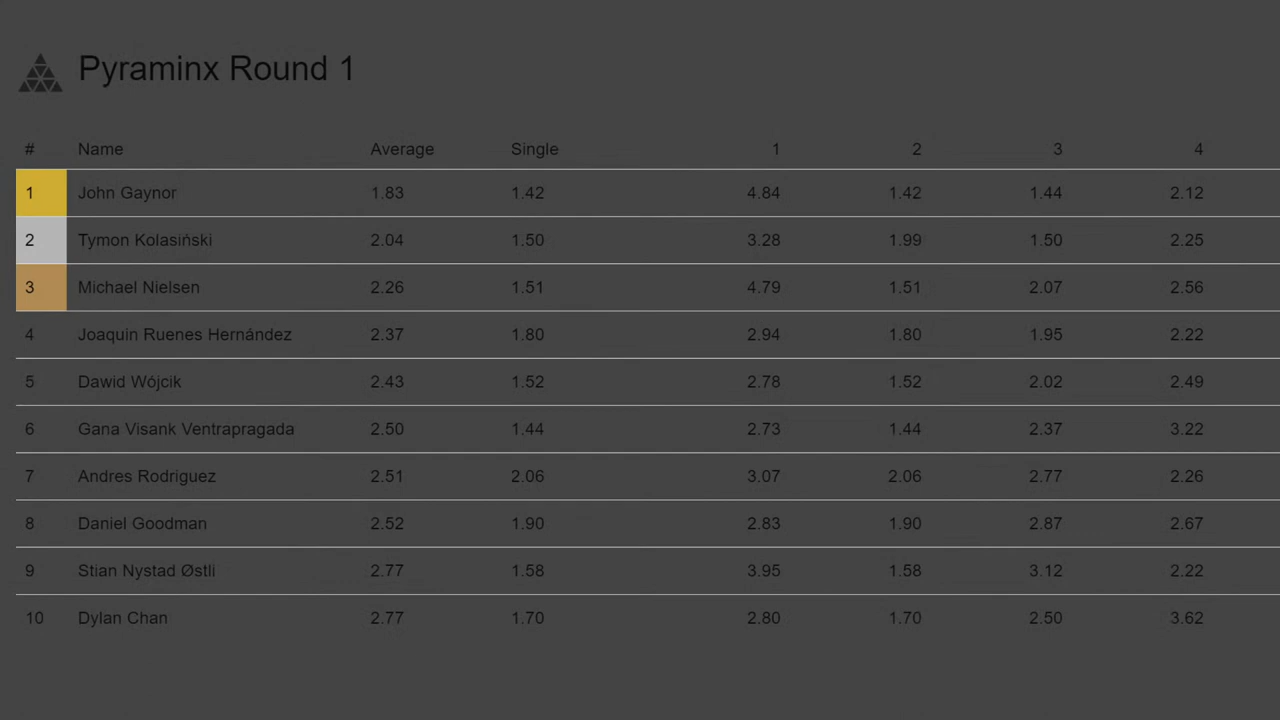 Pyraminx Round 1
# Name Average Single 1 2 3 4
1 John Gaynor 1.83 1.42 4.84 1.42 1.44 2.12
2 Tymon Kolasiński 2.04 1.50 3.28 1.99 1.50 2.25
3 Michael Nielsen 2.26 1.51 4.79 1.51 2.07 2.56
4 Joaquin Ruenes Hernández 2.37 1.80 2.94 1.80 1.95 2.22
5 Dawid Wójcik 2.43 1.52 2.78 1.52 2.02 2.49
6 Gana Visank Ventrapragada 2.50 1.44 2.73 1.44 2.37 3.22
7 Andres Rodriguez 2.51 2.06 3.07 2.06 2.77 2.26
8 Daniel Goodman 2.52 1.90 2.83 1.90 2.87 2.67
9 Stian Nystad Østli 2.77 1.58 3.95 1.58 3.12 2.22
10 Dylan Chan 2.77 1.70 2.80 1.70 2.50 3.62